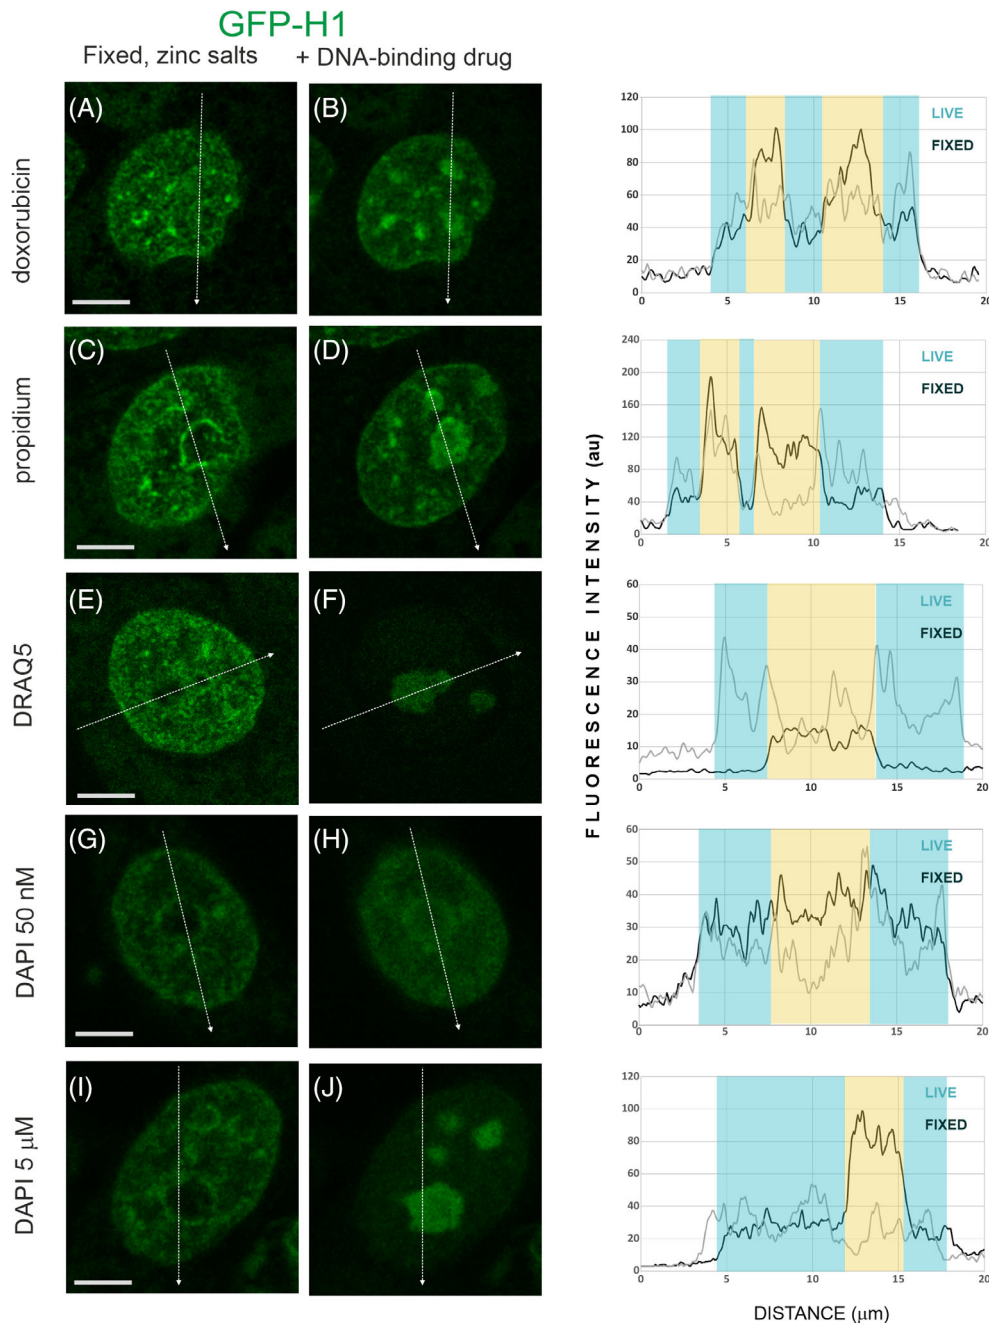 GFP-H1
Fixed, zinc salts + DNA-binding drug
doxorubicin
(A)
(B)
120
100
80
60
40
20
0
0 5 10 15 20
LIVE
FIXED
propidium
(C)
(D)
240
200
160
120
80
40
0
0 5 10 15 20
LIVE
FIXED
DRAQ5
(E)
(F)
60
50
40
30
20
10
0
0 5 10 15 20
LIVE
FIXED
DAPI 50 nM
(G)
(H)
60
50
40
30
20
10
0
0 5 10 15 20
LIVE
FIXED
DAPI 5 μM
(I)
(J)
120
100
80
60
40
20
0
0 5 10 15 20
LIVE
FIXED
FLUORESCENCE INTENSITY (au)
DISTANCE (μm)